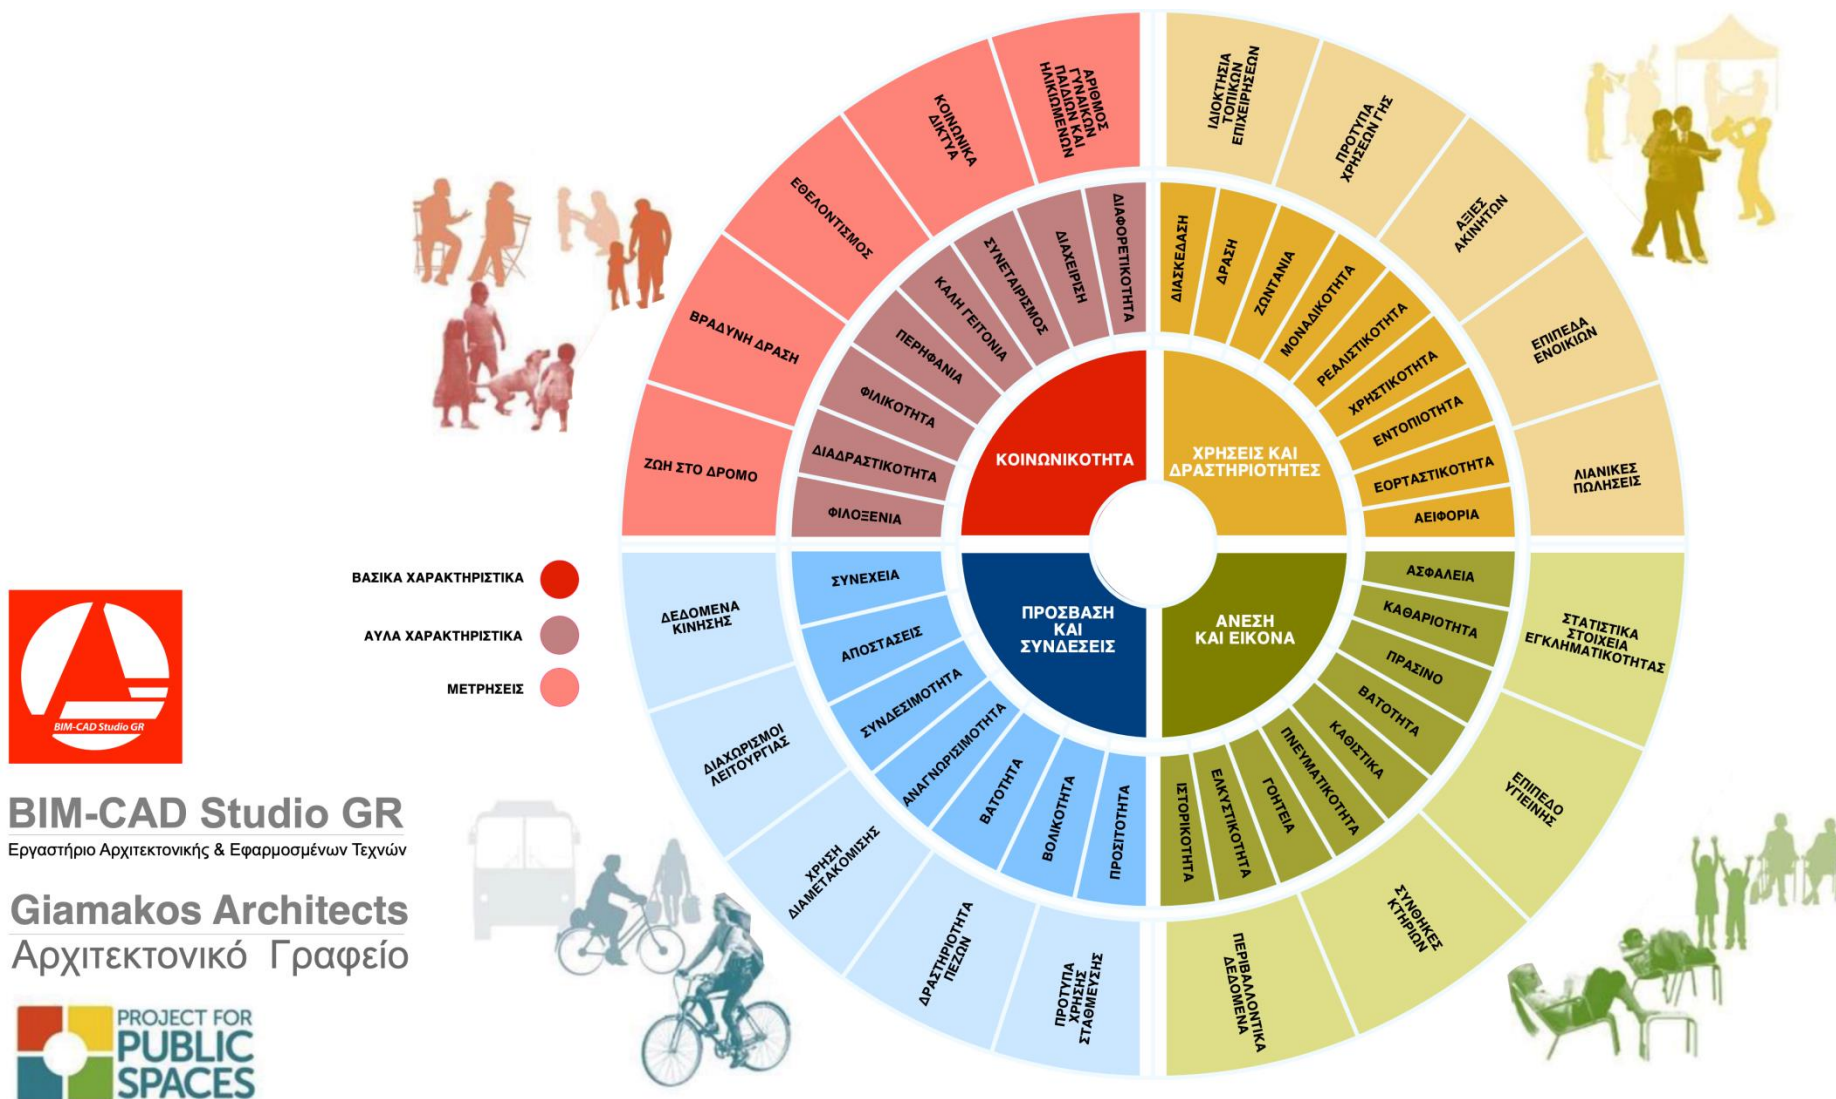 ΑΡΙΘΜΟΣ
ΓΥΝΑΙΚΩΝ
ΠΑΙΔΙΩΝ ΚΑΙ
ΗΛΙΚΙΩΜΕΝΩΝ
ΚΟΙΝΩΝΙΚΑ
ΔΙΚΤΥΑ
ΕΘΕΛΟΝΤΙΣΜΟΣ
ΒΡΑΔΥΝΗ ΔΡΑΣΗ
ΖΩΗ ΣΤΟ ΔΡΟΜΟ
ΔΙΑΦΟΡΕΤΙΚΟΤΗΤΑ
ΔΙΑΧΕΙΡΙΣΗ
ΣΥΝΕΤΑΙΡΙΣΜΟΣ
ΚΑΛΗ ΓΕΙΤΟΝΙΑ
ΠΕΡΗΦΑΝΙΑ
ΦΙΛΙΚΟΤΗΤΑ
ΔΙΑΔΡΑΣΤΙΚΟΤΗΤΑ
ΦΙΛΟΞΕΝΙΑ
ΚΟΙΝΩΝΙΚΟΤΗΤΑ
ΙΔΙΟΚΤΗΣΙΑ
ΤΟΠΙΚΩΝ
ΕΠΙΧΕΙΡΗΣΕΩΝ
ΠΡΟΤΥΠΑ
ΧΡΗΣΕΩΝ ΓΗΣ
ΑΞΙΕΣ
ΑΚΙΝΗΤΩΝ
ΕΠΙΠΕΔΑ
ΕΝΟΙΚΙΩΝ
ΛΙΑΝΙΚΕΣ
ΠΩΛΗΣΕΙΣ
ΔΙΑΣΚΕΔΑΣΗ
ΔΡΑΣΗ
ΖΩΝΤΑΝΙΑ
ΜΟΝΑΔΙΚΟΤΗΤΑ
ΡΕΑΛΙΣΤΙΚΟΤΗΤΑ
ΧΡΗΣΤΙΚΟΤΗΤΑ
ΕΝΤΟΠΙΟΤΗΤΑ
ΕΟΡΤΑΣΤΙΚΟΤΗΤΑ
ΑΕΙΦΟΡΙΑ
ΧΡΗΣΕΙΣ ΚΑΙ
ΔΡΑΣΤΗΡΙΟΤΗΤΕΣ
ΒΑΣΙΚΑ ΧΑΡΑΚΤΗΡΙΣΤΙΚΑ
ΑΥΛΑ ΧΑΡΑΚΤΗΡΙΣΤΙΚΑ
ΜΕΤΡΗΣΕΙΣ
ΠΡΟΣΒΑΣΗ
ΚΑΙ
ΣΥΝΔΕΣΕΙΣ
ΣΥΝΕΧΕΙΑ
ΑΠΟΣΤΑΣΕΙΣ
ΣΥΝΔΕΣΙΜΟΤΗΤΑ
ΑΝΑΓΝΩΡΙΣΙΜΟΤΗΤΑ
ΒΑΤΟΤΗΤΑ
ΒΟΛΙΚΟΤΗΤΑ
ΠΡΟΣΙΤΟΤΗΤΑ
ΔΕΔΟΜΕΝΑ
ΚΙΝΗΣΗΣ
ΔΙΑΧΩΡΙΣΜΟΙ
ΛΕΙΤΟΥΡΓΙΑΣ
ΧΡΗΣΗ
ΔΙΑΜΕΤΑΚΟΜΙΣΗΣ
ΔΡΑΣΤΗΡΙΟΤΗΤΑ
ΠΕΖΩΝ
ΠΡΟΤΥΠΑ
ΧΡΗΣΗΣ
ΣΤΑΘΜΕΥΣΗΣ
ΑΝΕΣΗ
ΚΑΙ ΕΙΚΟΝΑ
ΑΣΦΑΛΕΙΑ
ΚΑΘΑΡΙΟΤΗΤΑ
ΠΡΑΣΙΝΟ
ΒΑΤΟΤΗΤΑ
ΚΑΘΙΣΤΙΚΑ
ΠΝΕΥΜΑΤΙΚΟΤΗΤΑ
ΓΟΗΤΕΙΑ
ΕΛΚΥΣΤΙΚΟΤΗΤΑ
ΙΣΤΟΡΙΚΟΤΗΤΑ
ΣΤΑΤΙΣΤΙΚΑ
ΣΤΟΙΧΕΙΑ
ΕΓΚΛΗΜΑΤΙΚΟΤΗΤΑΣ
ΕΠΙΠΕΔΟ
ΥΓΙΕΙΝΗΣ
ΣΥΝΘΗΚΕΣ
ΚΤΗΡΙΩΝ
ΠΕΡΙΒΑΛΛΟΝΤΙΚΑ
ΔΕΔΟΜΕΝΑ
BIM-CAD Studio GR
BIM-CAD Studio GR
Εργαστήριο Αρχιτεκτονικής & Εφαρμοσμένων Τεχνών
Giamakos Architects
Αρχιτεκτονικό Γραφείο
PROJECT FOR
PUBLIC
SPACES